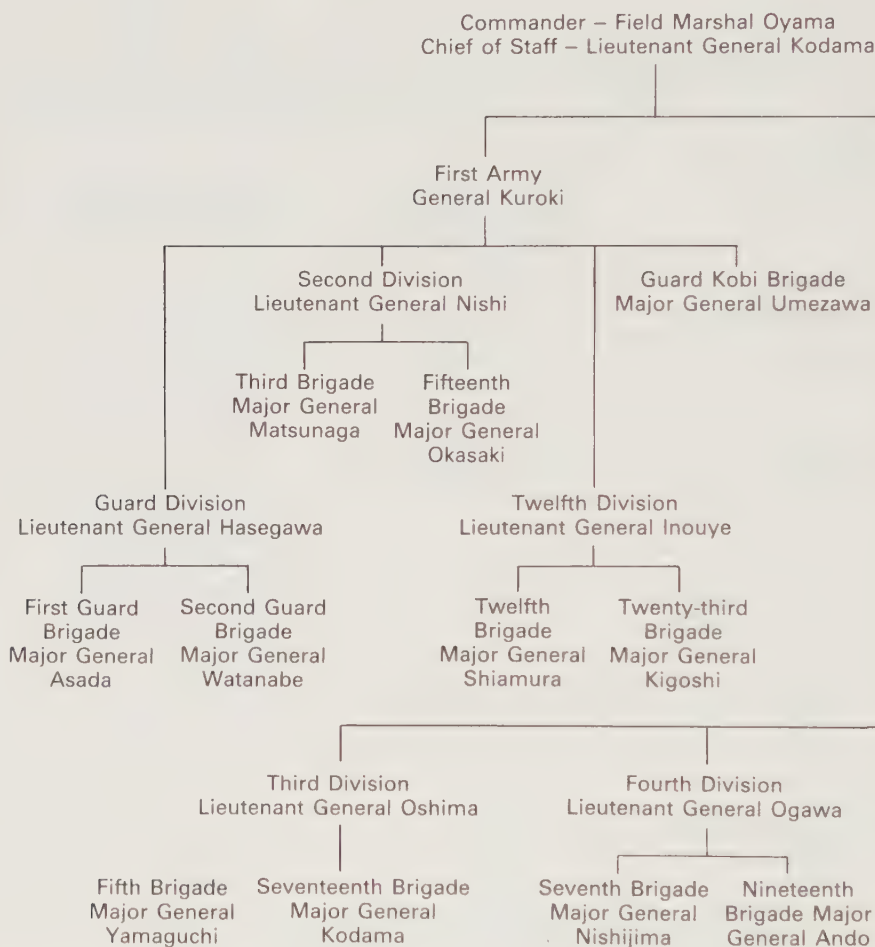 Commander – Field Marshal Oyama
Chief of Staff – Lieutenant General Kodama
First Army
General Kuroki
Second Division
Lieutenant General Nishi
Guard Kobi Brigade
Major General Umezawa
Third Brigade
Major General
Matsunaga
Fifteenth
Brigade
Major General
Okasaki
Guard Division
Lieutenant General Hasegawa
Twelfth Division
Lieutenant General Inouye
First Guard
Brigade
Major General
Asada
Second Guard
Brigade
Major General
Watanabe
Twelfth
Brigade
Major General
Shiamura
Twenty-third
Brigade
Major General
Kigoshi
Third Division
Lieutenant General Oshima
Fourth Division
Lieutenant General Ogawa
Fifth Brigade
Major General
Yamaguchi
Seventeenth Brigade
Major General
Kodama
Seventh Brigade
Major General
Nishijima
Nineteenth
Brigade Major
General Ando